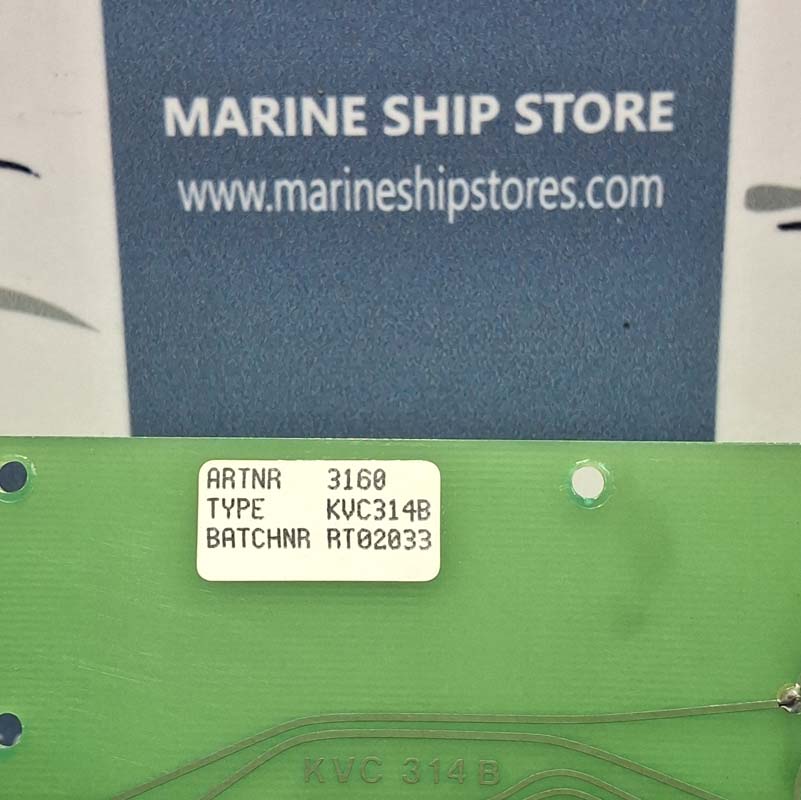 MARINE SHIP STORE
www.marineshipstores.com
ARTNR 3160
TYPE KVC314B
BATCHNR RT02033
KVC 314 B